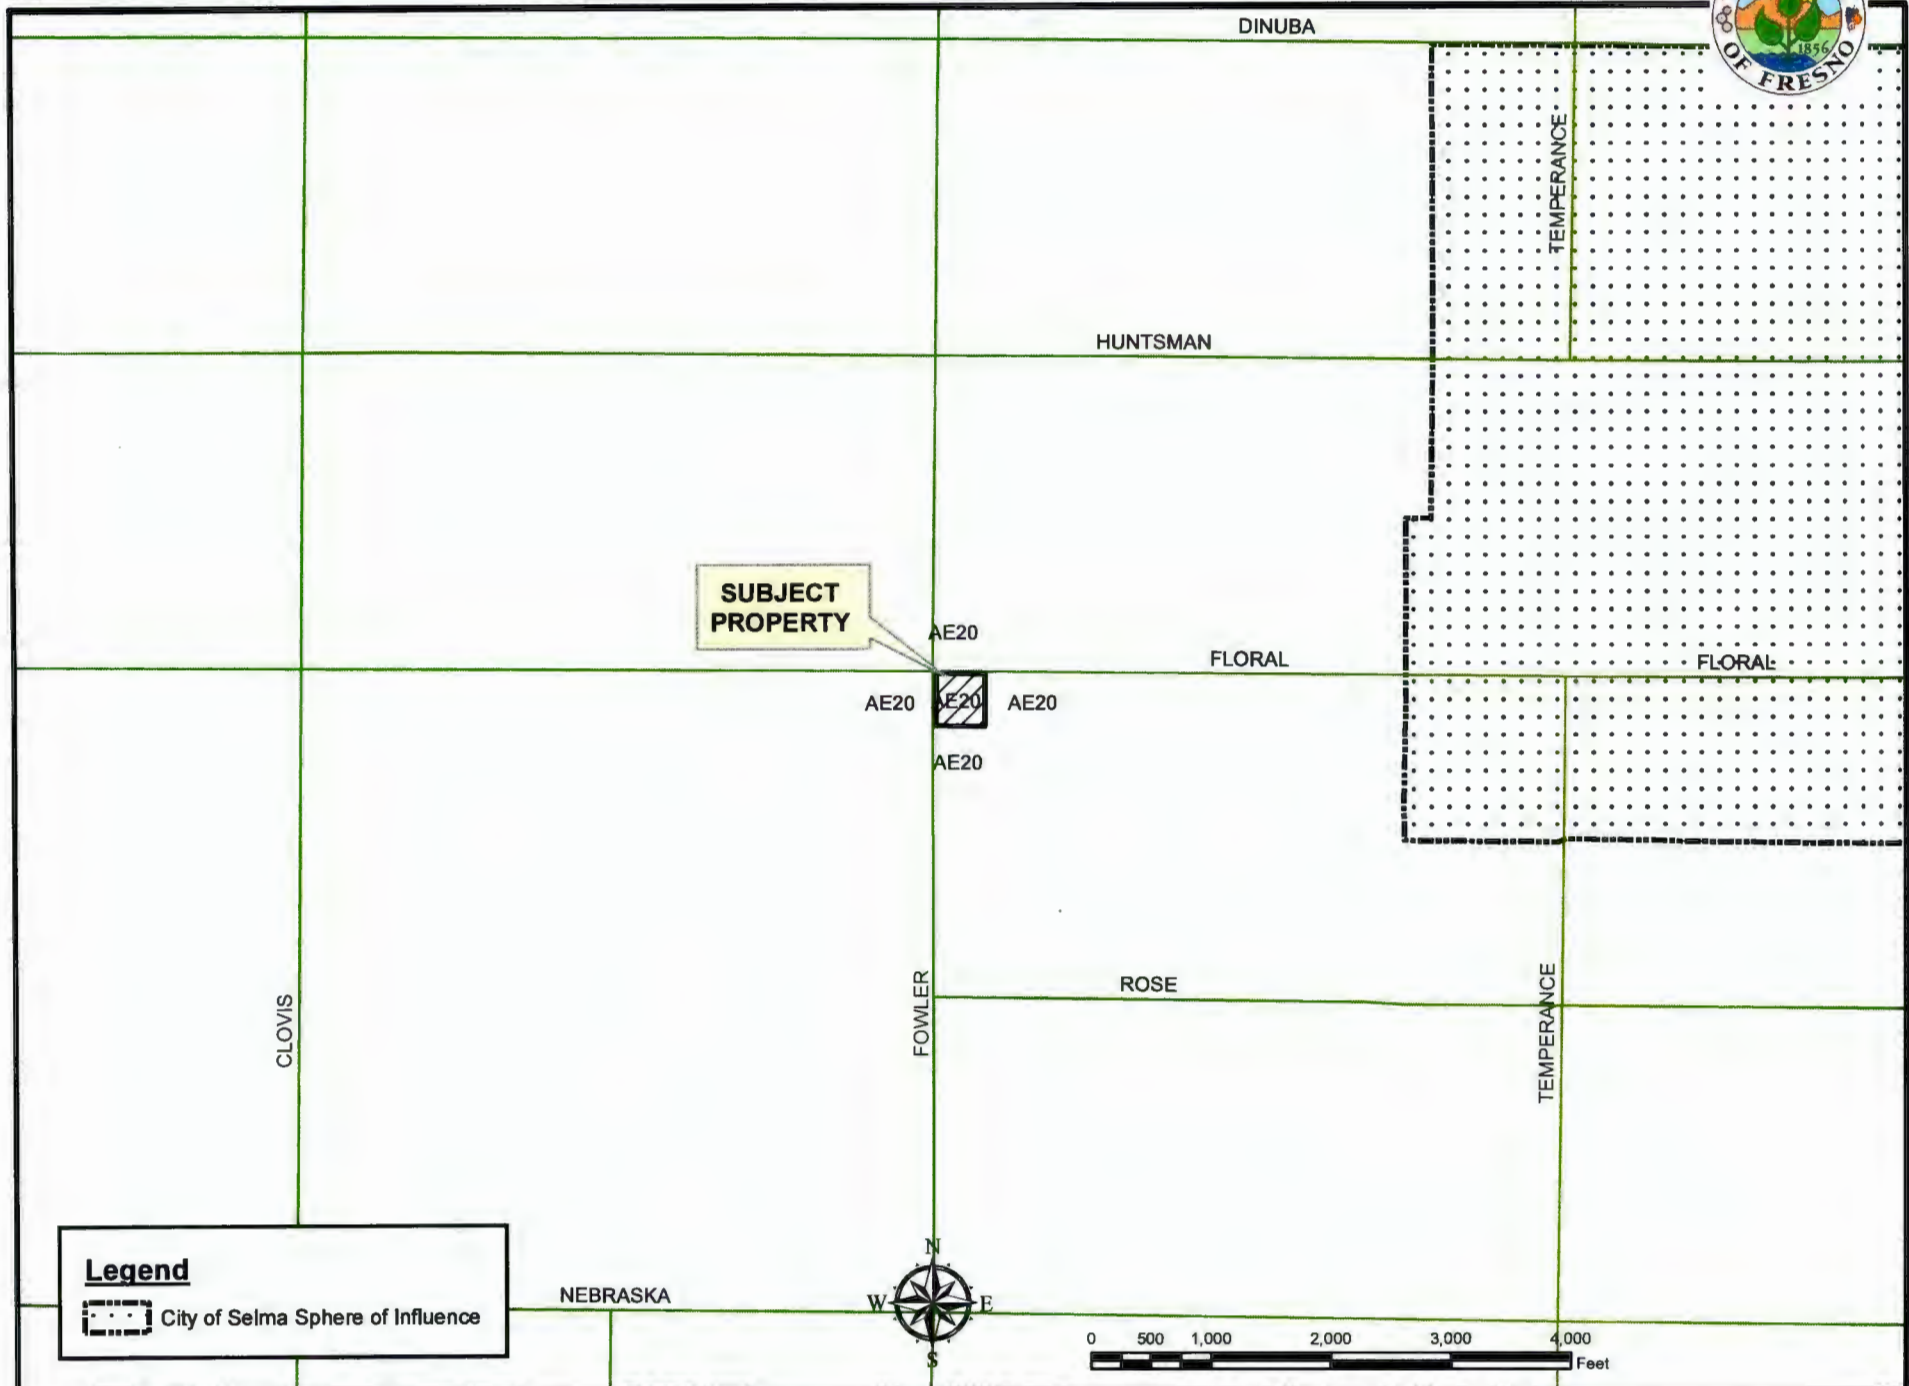 DINUBA
1856
OF FRESNO
TEMPERANCE
HUNTSMAN
SUBJECT
PROPERTY
AE20
FLORAL
FLORAL
AE20
AE20
AE20
AE20
FOWLER
ROSE
CLOVIS
TEMPERANCE
Legend
City of Selma Sphere of Influence
NEBRASKA
N
W
E
S
0 500 1,000 2,000 3,000 4,000
Feet